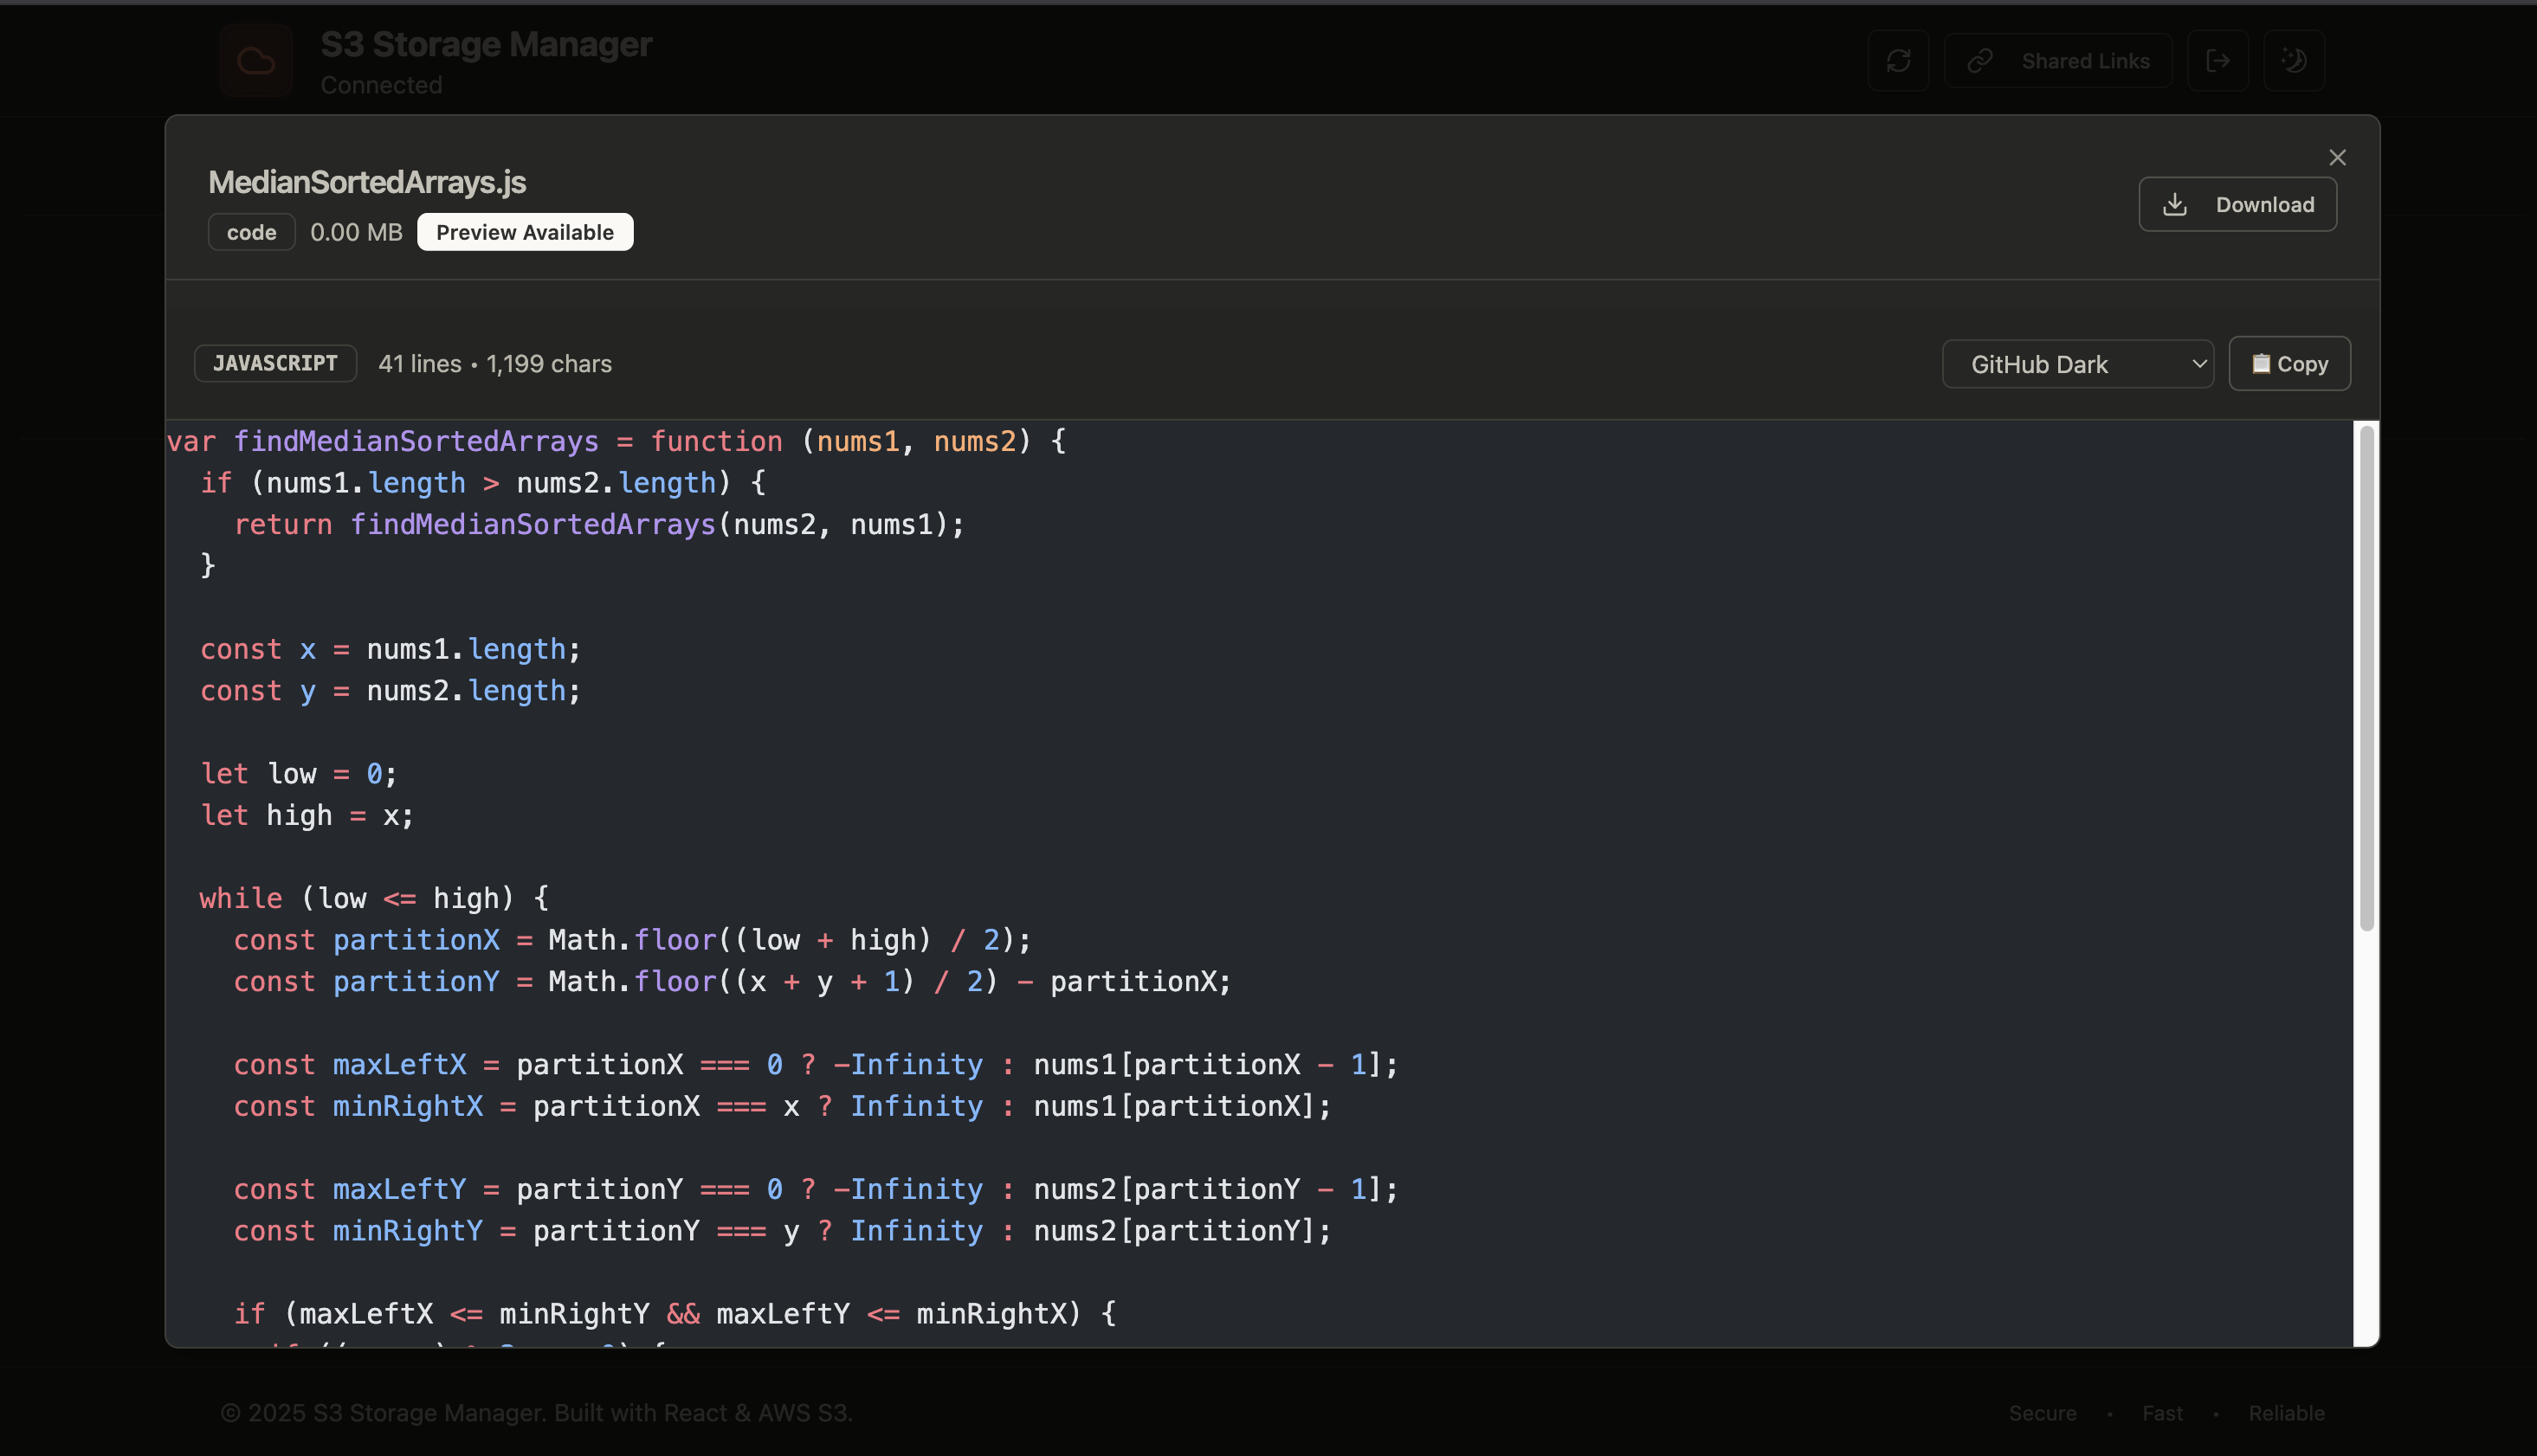 S3 Storage Manager
Connected
Shared Links
MedianSortedArrays.js
code 0.00 MB Preview Available
Download
JAVASCRIPT 41 lines • 1,199 chars
GitHub Dark
Copy
var findMedianSortedArrays = function (nums1, nums2) {
  if (nums1.length > nums2.length) {
    return findMedianSortedArrays(nums2, nums1);
  }
  const x = nums1.length;
  const y = nums2.length;
  let low = 0;
  let high = x;
  while (low <= high) {
    const partitionX = Math.floor((low + high) / 2);
    const partitionY = Math.floor((x + y + 1) / 2) - partitionX;
    const maxLeftX = partitionX === 0 ? -Infinity : nums1[partitionX - 1];
    const minRightX = partitionX === x ? Infinity : nums1[partitionX];
    const maxLeftY = partitionY === 0 ? -Infinity : nums2[partitionY - 1];
    const minRightY = partitionY === y ? Infinity : nums2[partitionY];
    if (maxLeftX <= minRightY && maxLeftY <= minRightX) {
© 2025 S3 Storage Manager. Built with React & AWS S3.
Secure • Fast • Reliable